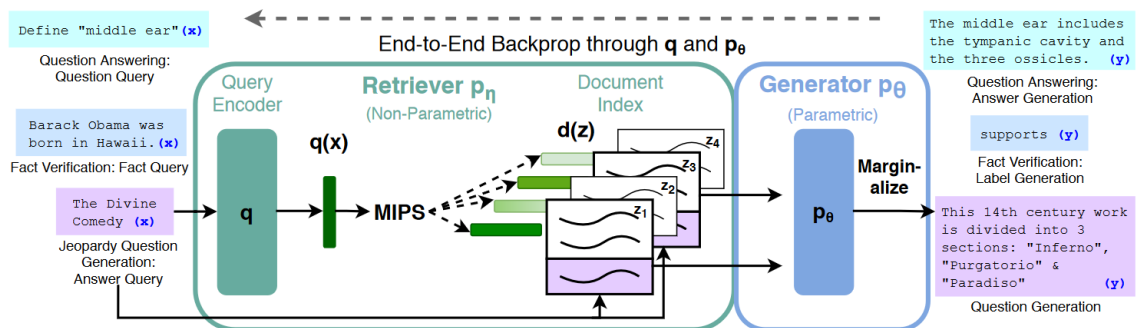 End-to-End Backprop through q and pθ
Define "middle ear"(x)
Question Answering:
Question Query
Barack Obama was
born in Hawaii.(x)
Fact Verification: Fact Query
The Divine
Comedy (x)
Jeopardy Question
Generation:
Answer Query
Query
Encoder
q
Retriever pη
(Non-Parametric)
q(x)
MIPS
Document
Index
d(z)
z4
z3
z2
z1
Generator pθ
(Parametric)
pθ
Margin-
alize
The middle ear includes
the tympanic cavity and
the three ossicles. (y)
Question Answering:
Answer Generation
supports (y)
Fact Verification:
Label Generation
This 14th century work
is divided into 3
sections: "Inferno",
"Purgatorio" &
"Paradiso" (y)
Question Generation